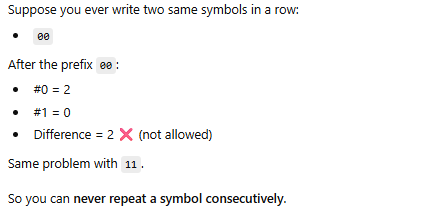 Suppose you ever write two same symbols in a row:
• 00
After the prefix 00:
• #0 = 2
• #1 = 0
• Difference = 2 ❌ (not allowed)
Same problem with 11.
So you can never repeat a symbol consecutively.